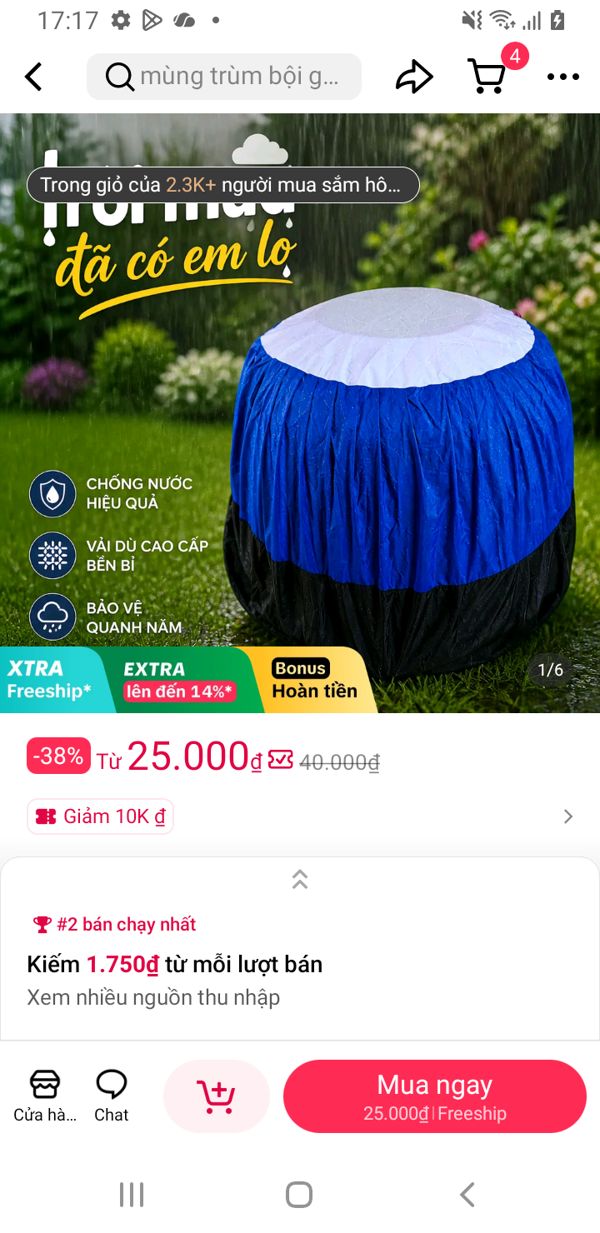 17:17
mùng trùm bội g...
4
Trong giỏ của 2.3K+ người mua sắm hô...
đã có em lo
CHỐNG NƯỚC
HIỆU QUẢ
VẢI DÙ CAO CẤP
BỀN BỈ
BẢO VỆ
QUANH NĂM
XTRA
Freeship*
EXTRA
lên đến 14%*
Bonus
Hoàn tiền
1/6
-38% Từ 25.000₫ 40.000₫
Giảm 10K ₫
#2 bán chạy nhất
Kiếm 1.750₫ từ mỗi lượt bán
Xem nhiều nguồn thu nhập
Cửa hà...
Chat
Mua ngay
25.000₫ | Freeship